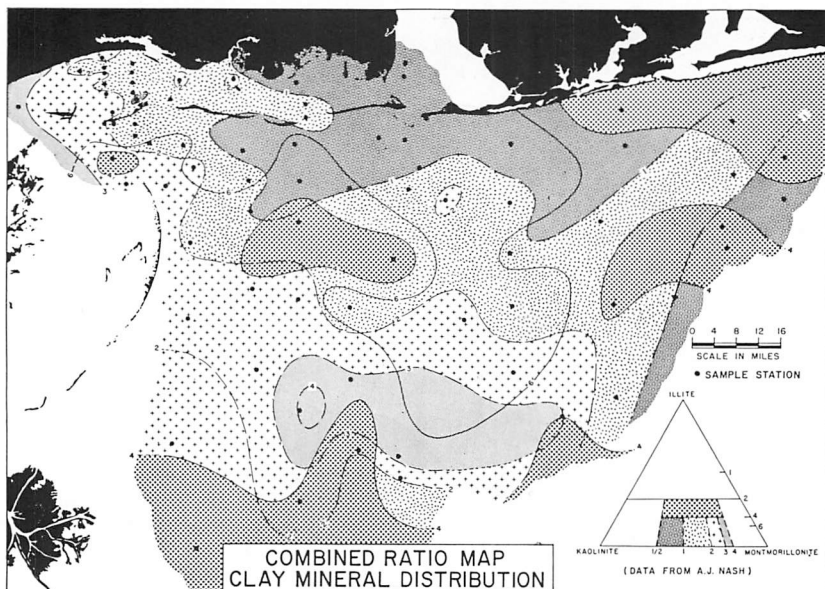 0 4 8 12 16
SCALE IN MILES
• SAMPLE STATION
ILLITE
1
2
4
6
KAOLINITE 1/2 1 2 3 4 MONTMORILLONITE
(DATA FROM A.J. NASH)
COMBINED RATIO MAP
CLAY MINERAL DISTRIBUTION